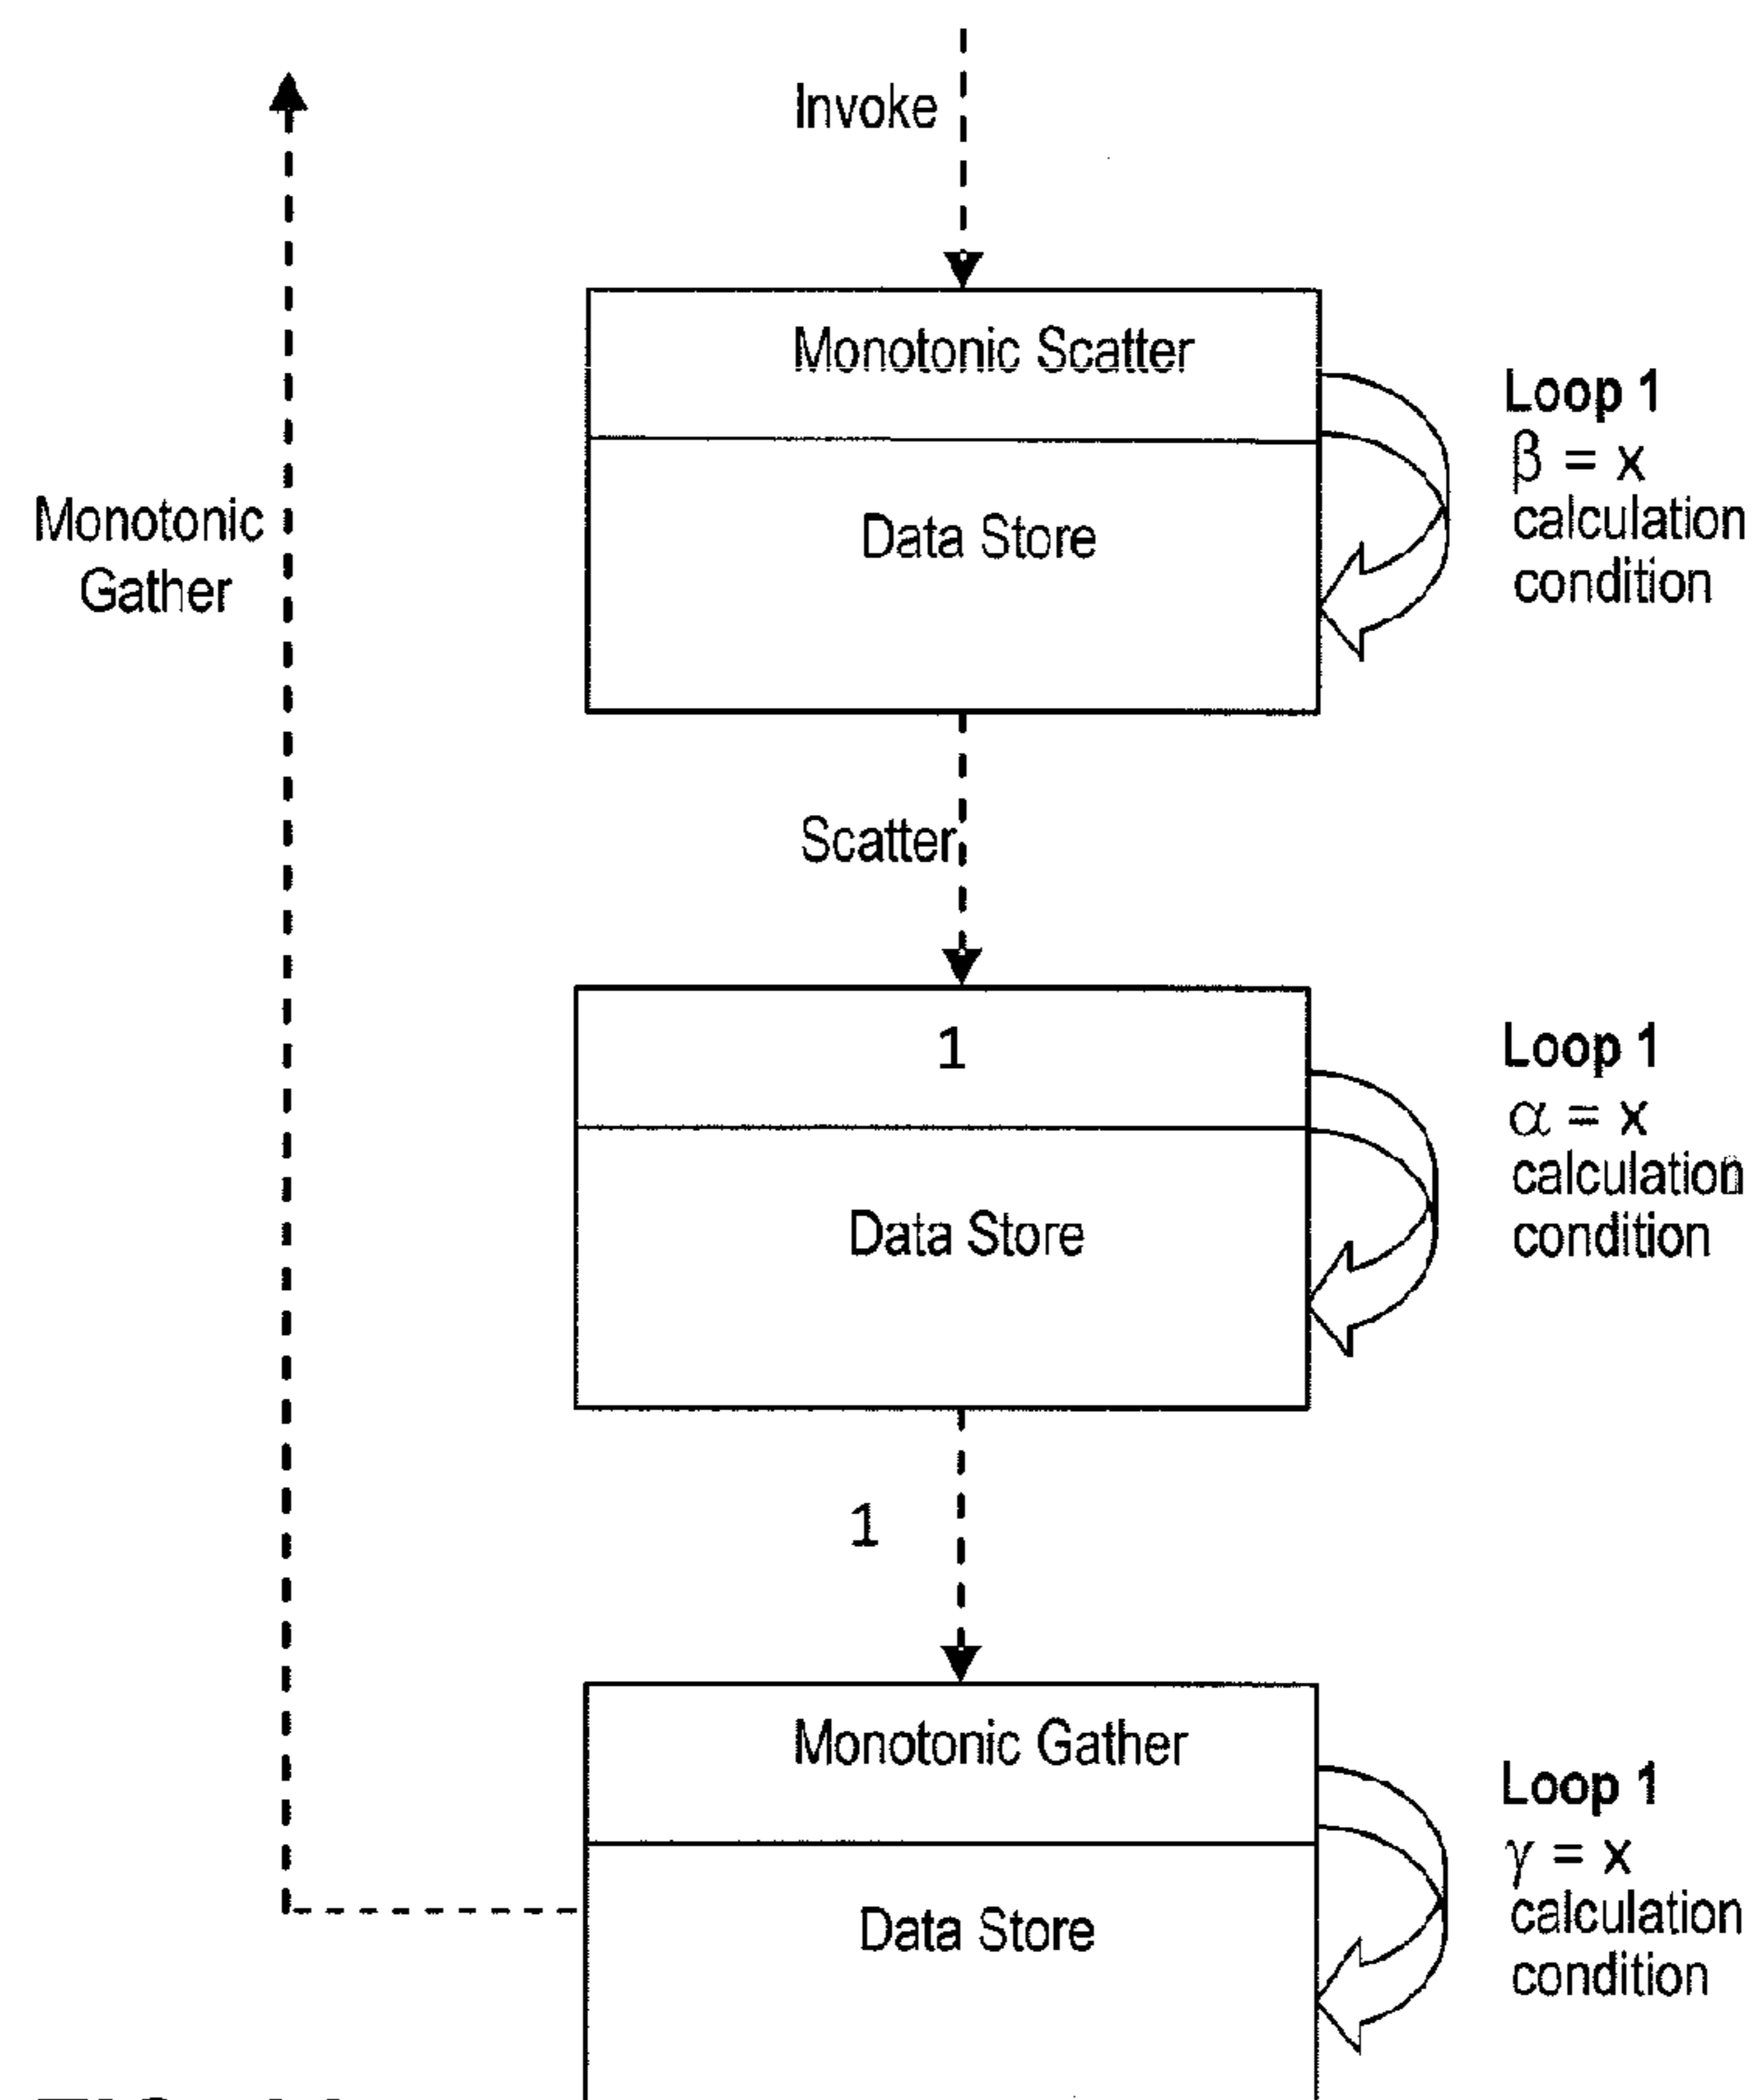 Invoke
Monotonic Scatter
Data Store
Loop 1
β = x
calculation
condition
Monotonic
Gather
Scatter
1
Data Store
Loop 1
α = x
calculation
condition
1
Monotonic Gather
Data Store
Loop 1
γ = x
calculation
condition